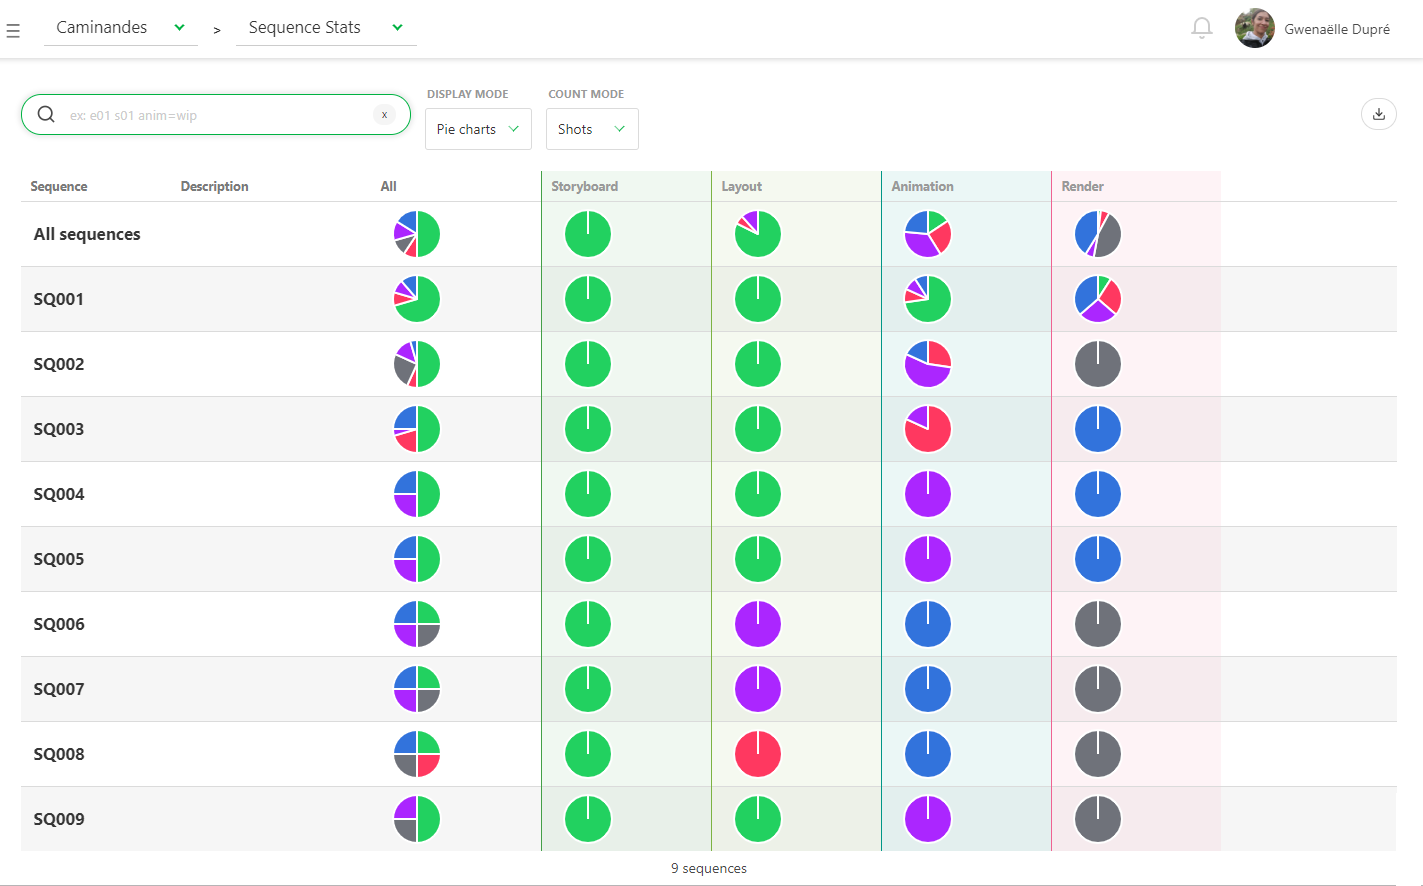 Caminandes > Sequence Stats Gwenaëlle Dupré
DISPLAY MODE COUNT MODE
ex: e01 s01 anim=wip x Pie charts Shots
Sequence Description All Storyboard Layout Animation Render
All sequences
SQ001
SQ002
SQ003
SQ004
SQ005
SQ006
SQ007
SQ008
SQ009
9 sequences